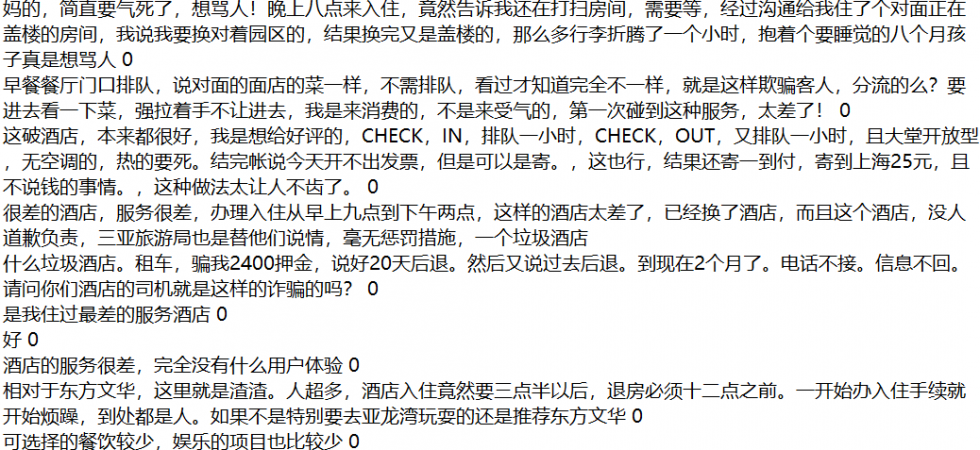 妈的，简直要气死了，想骂人！晚上八点来入住，竟然告诉我还在打扫房间，需要等，经过沟通给我住了个对面正在
盖楼的房间，我说我要换对着园区的，结果换完又是盖楼的，那么多行李折腾了一个小时，抱着个要睡觉的八个月孩
子真是想骂人 0
早餐餐厅门口排队，说对面的面店的菜一样，不需排队，看过才知道完全不一样，就是这样欺骗客人，分流的么？要
进去看一下菜，强拉着手不让进去，我是来消费的，不是来受气的，第一次碰到这种服务，太差了！ 0
这破酒店，本来都很好，我是想给好评的，CHECK，IN，排队一小时，CHECK，OUT，又排队一小时，且大堂开放型
，无空调的，热的要死。结完帐说今天开不出发票，但是可以是寄。，这也行，结果还寄一到付，寄到上海25元，且
不说钱的事情。，这种做法太让人不齿了。 0
很差的酒店，服务很差，办理入住从早上九点到下午两点，这样的酒店太差了，已经换了酒店，而且这个酒店，没人
道歉负责，三亚旅游局也是替他们说情，毫无惩罚措施，一个垃圾酒店
什么垃圾酒店。租车，骗我2400押金，说好20天后退。然后又说过去后退。到现在2个月了。电话不接。信息不回。
请问你们酒店的司机就是这样的诈骗的吗？ 0
是我住过最差的服务酒店 0
好 0
酒店的服务很差，完全没有什么用户体验 0
相对于东方文华，这里就是渣渣。人超多，酒店入住竟然要三点半以后，退房必须十二点之前。一开始办入住手续就
开始烦躁，到处都是人。如果不是特别要去亚龙湾玩耍的还是推荐东方文华 0
可选择的餐饮较少，娱乐的项目也比较少 0